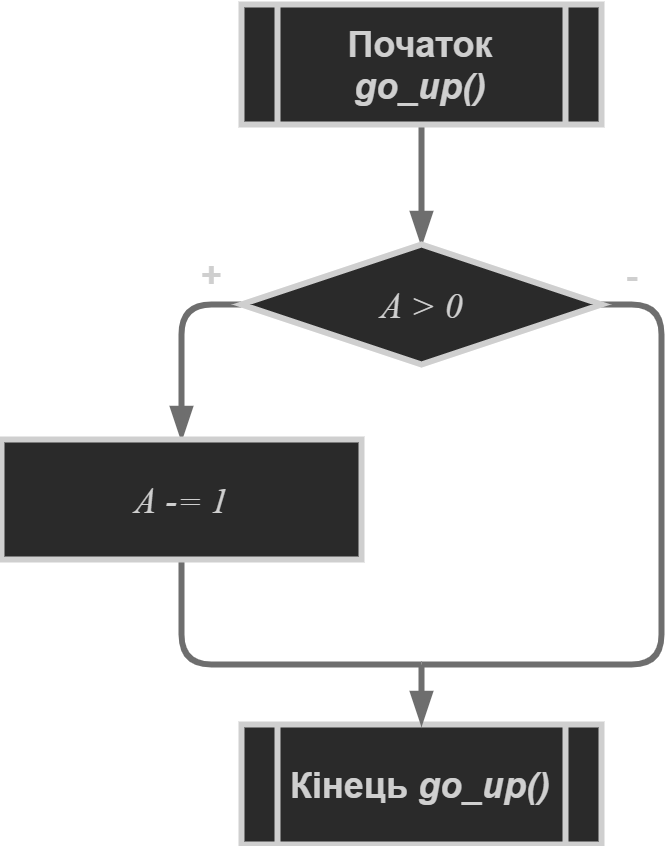 Початок
go_up()
+
-
A > 0
A -= 1
Кінець go_up()